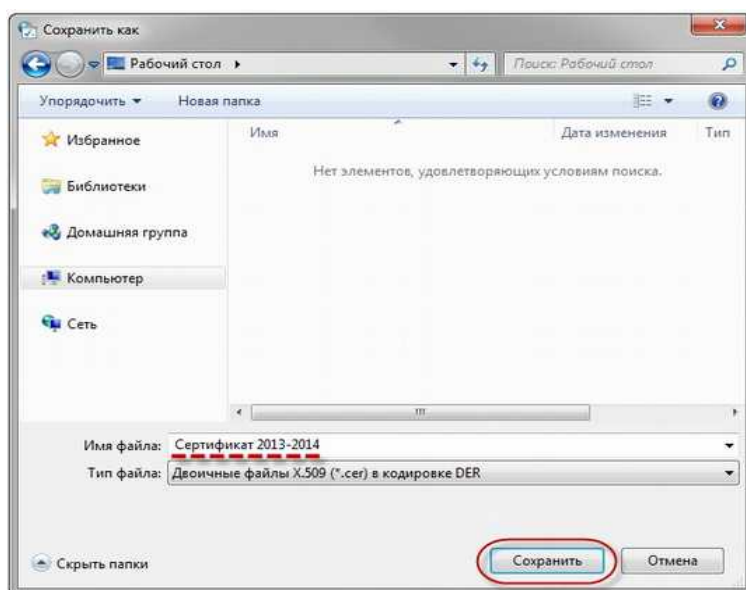 Сохранить как
Рабочий стол
Поиск: Рабочий стол
Упорядочить
Новая папка
Имя
Дата изменения
Тип
Нет элементов, удовлетворяющих условиям поиска.
Избранное
Библиотеки
Домашняя группа
Компьютер
Сеть
Имя файла: Сертификат 2013-2014
Тип файла: Двоичные файлы X.509 (*.cer) в кодировке DER
Скрыть папки
Сохранить
Отмена